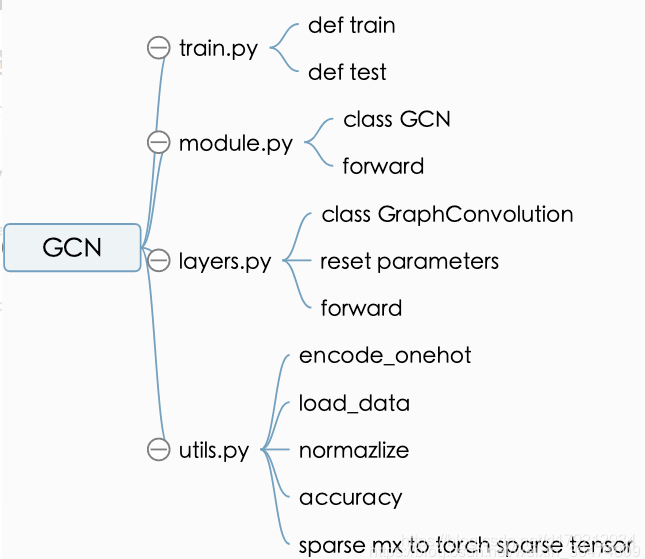 GCN
train.py
def train
def test
module.py
class GCN
forward
layers.py
class GraphConvolution
reset parameters
forward
utils.py
encode_onehot
load_data
normazlize
accuracy
sparse mx to torch sparse tensor